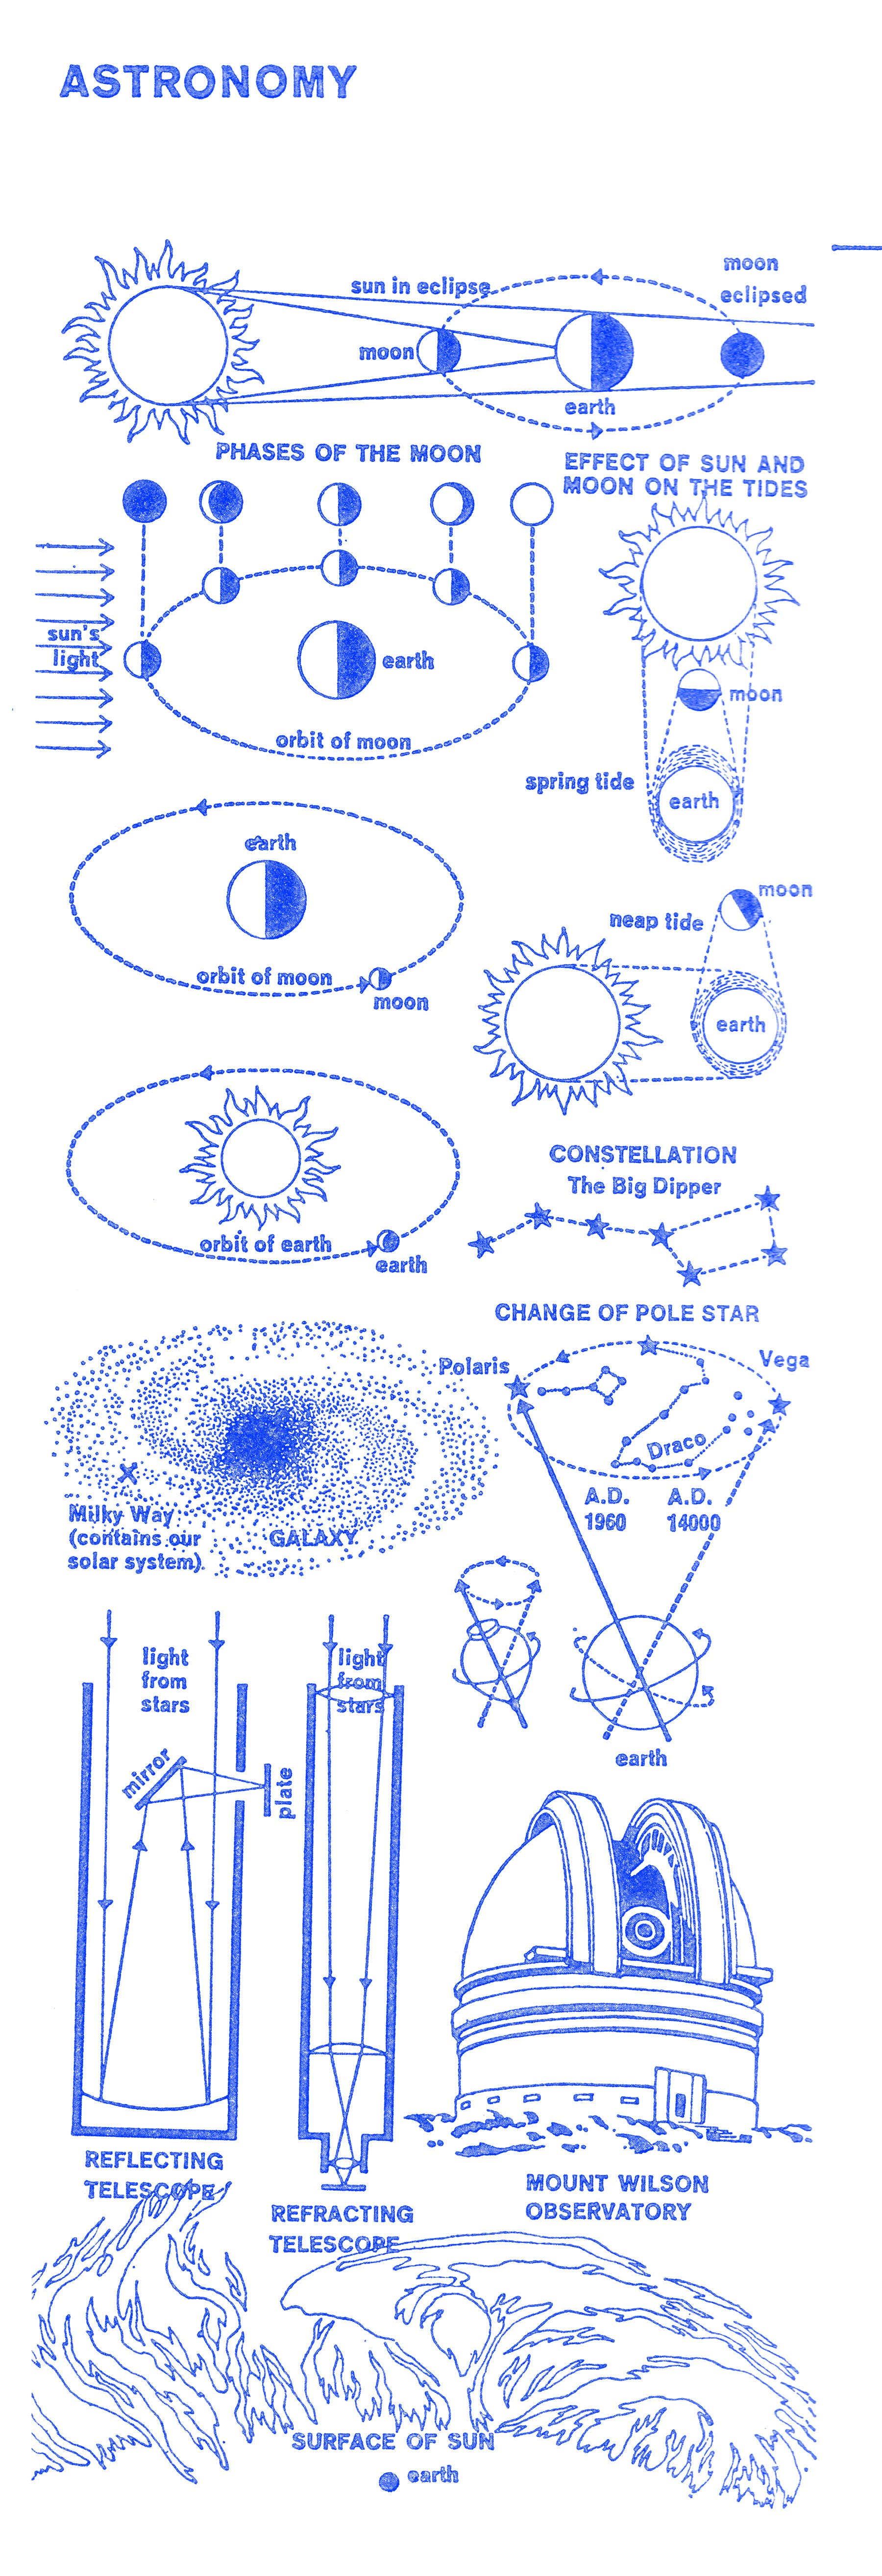 ASTRONOMY
sun in eclipse
moon
eclipsed
moon
earth
PHASES OF THE MOON
EFFECT OF SUN AND
MOON ON THE TIDES
sun's
light
earth
orbit of moon
moon
spring tide
earth
earth
orbit of moon
moon
moon
neap tide
earth
orbit of earth
earth
CONSTELLATION
The Big Dipper
CHANGE OF POLE STAR
Polaris
Vega
Draco
A.D.
1960
A.D.
14000
earth
Milky Way
(contains our
solar system)
GALAXY
light
from
stars
mirror
plate
light
from
stars
REFLECTING
TELESCOPE
REFRACTING
TELESCOPE
MOUNT WILSON
OBSERVATORY
SURFACE OF SUN
earth